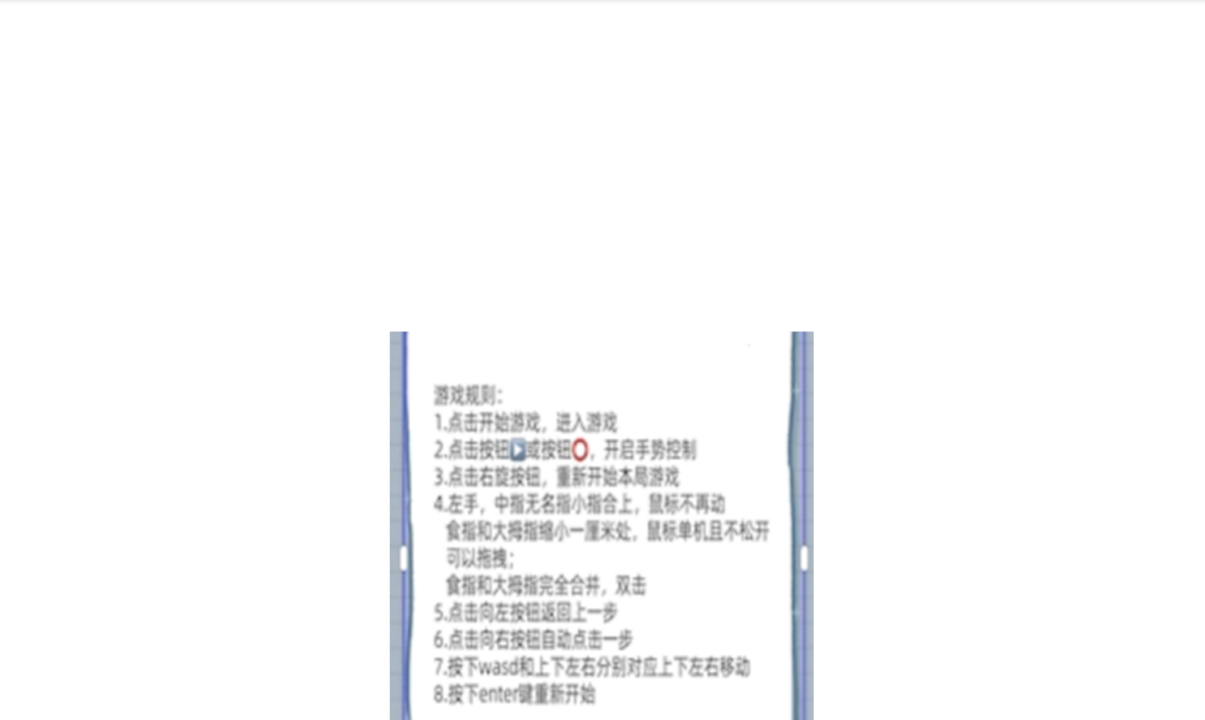 游戏规则：
1.点击开始游戏，进入游戏
2.点击按钮▶或按钮⭕，开启手势控制
3.点击右旋按钮，重新开始本局游戏
4.左手，中指无名指小指合上，鼠标不再动
食指和大拇指缩小一厘米处，鼠标单机且不松开
可以拖拽；
食指和大拇指完全合并，双击
5.点击向左按钮返回上一步
6.点击向右按钮自动点击一步
7.按下wasd和上下左右分别对应上下左右移动
8.按下enter键重新开始